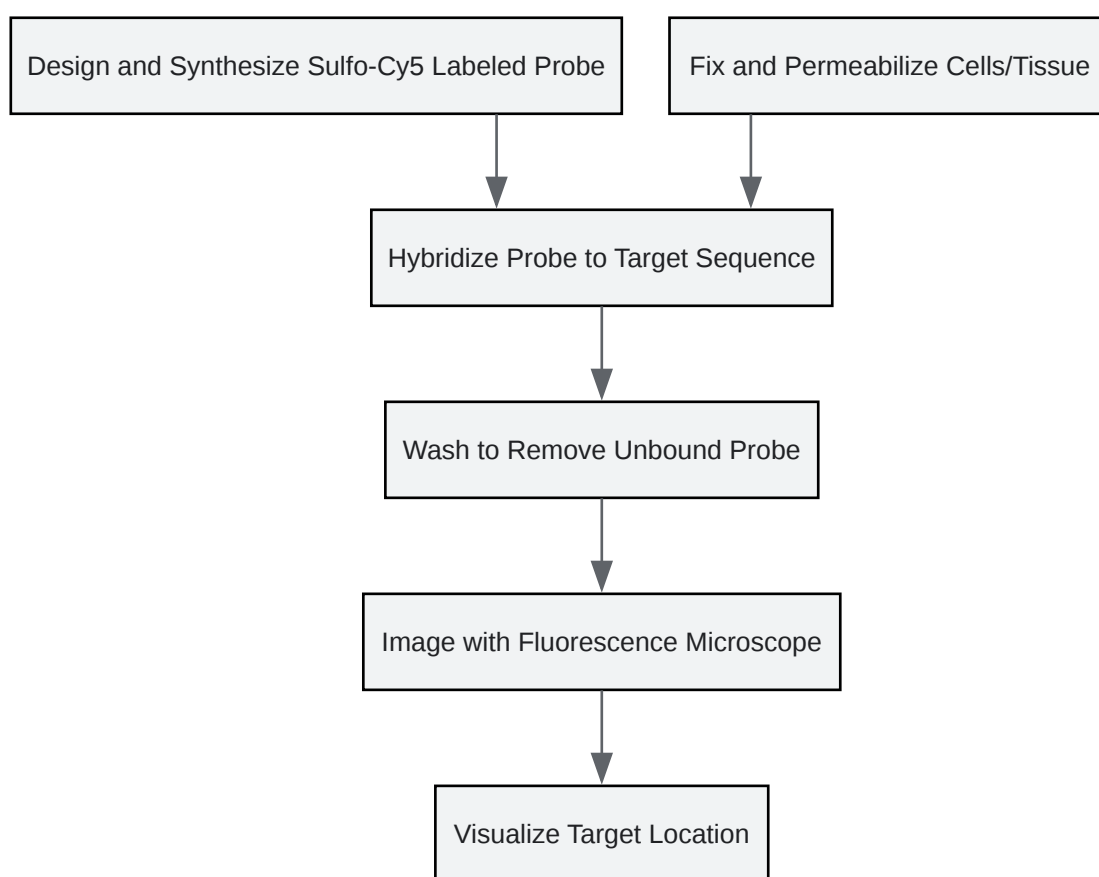 Design and Synthesize Sulfo-Cy5 Labeled Probe
Fix and Permeabilize Cells/Tissue
Hybridize Probe to Target Sequence
Wash to Remove Unbound Probe
Image with Fluorescence Microscope
Visualize Target Location